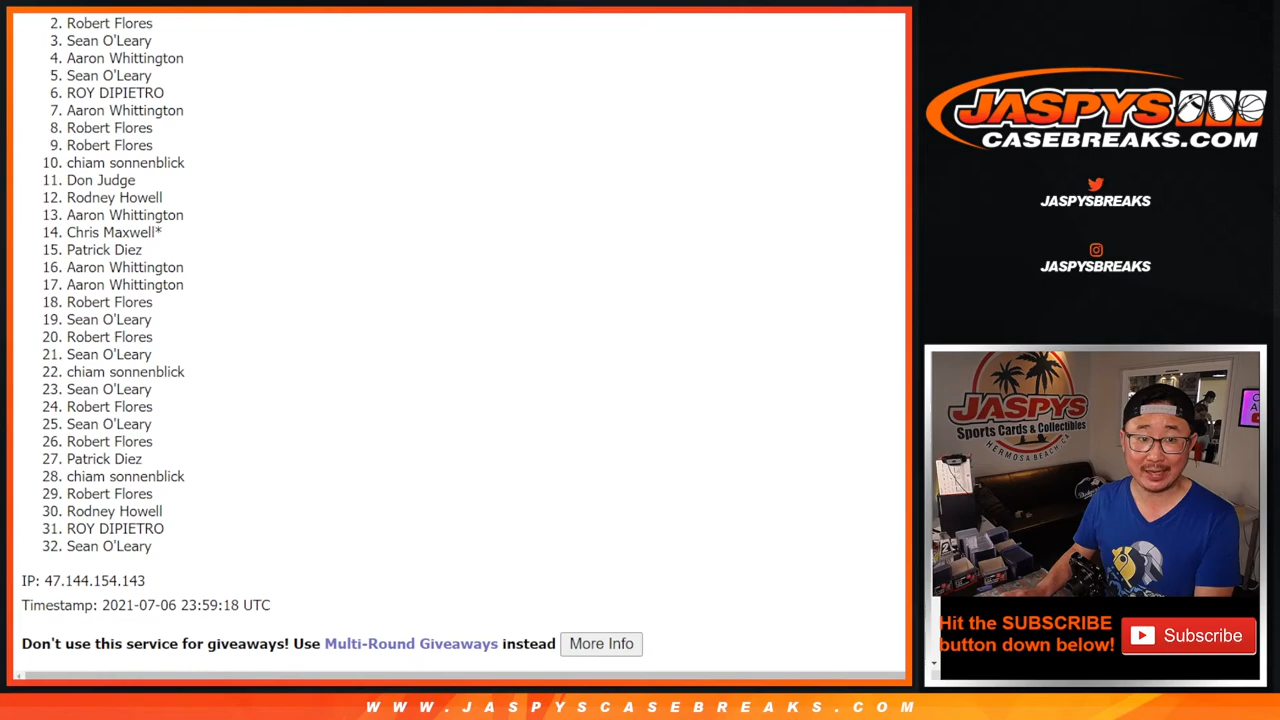 2. Robert Flores
3. Sean O'Leary
4. Aaron Whittington
5. Sean O'Leary
6. ROY DIPIETRO
7. Aaron Whittington
8. Robert Flores
9. Robert Flores
10. chiam sonnenblick
11. Don Judge
12. Rodney Howell
13. Aaron Whittington
14. Chris Maxwell*
15. Patrick Diez
16. Aaron Whittington
17. Aaron Whittington
18. Robert Flores
19. Sean O'Leary
20. Robert Flores
21. Sean O'Leary
22. chiam sonnenblick
23. Sean O'Leary
24. Robert Flores
25. Sean O'Leary
26. Robert Flores
27. Patrick Diez
28. chiam sonnenblick
29. Robert Flores
30. Rodney Howell
31. ROY DIPIETRO
32. Sean O'Leary
IP: 47.144.154.143
Timestamp: 2021-07-06 23:59:18 UTC
Don't use this service for giveaways! Use Multi-Round Giveaways instead More Info
JASPYS
CASEBREAKS.COM
JASPYSBREAKS
JASPYSBREAKS
JASPYS
Sports Cards & Collectibles
HERMOSA BEACH, CA
Hit the SUBSCRIBE
button down below!
Subscribe
WWW.JASPYSCASEBREAKS.COM